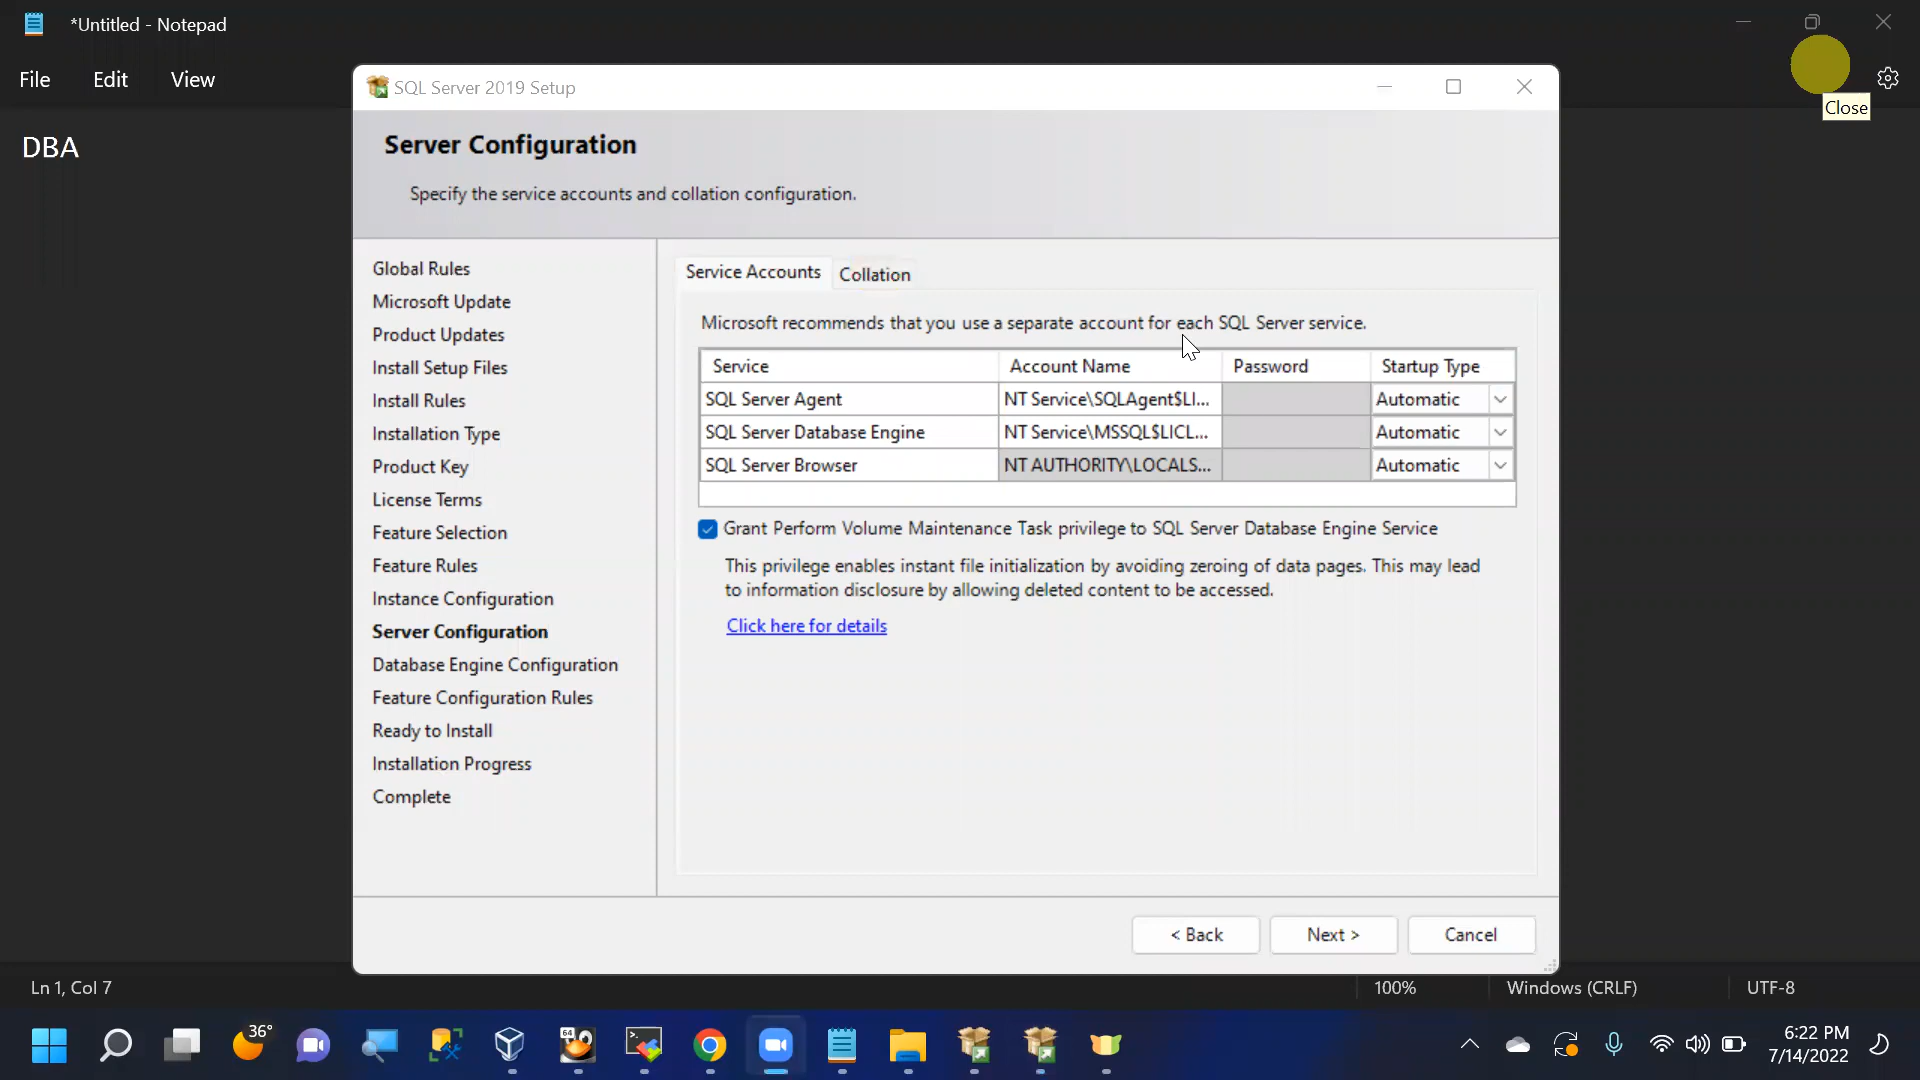 *Untitled - Notepad
File Edit View
Close
DBA
SQL Server 2019 Setup
Server Configuration
Specify the service accounts and collation configuration.
Global Rules
Microsoft Update
Product Updates
Install Setup Files
Install Rules
Installation Type
Product Key
License Terms
Feature Selection
Feature Rules
Instance Configuration
Server Configuration
Database Engine Configuration
Feature Configuration Rules
Ready to Install
Installation Progress
Complete
Service Accounts Collation
Microsoft recommends that you use a separate account for each SQL Server service.
Service Account Name Password Startup Type
SQL Server Agent NT Service\SQLAgent$LI... Automatic
SQL Server Database Engine NT Service\MSSQL$LICL... Automatic
SQL Server Browser NT AUTHORITY\LOCALS... Automatic
Grant Perform Volume Maintenance Task privilege to SQL Server Database Engine Service
This privilege enables instant file initialization by avoiding zeroing of data pages. This may lead
to information disclosure by allowing deleted content to be accessed.
Click here for details
< Back Next > Cancel
Ln 1, Col 7 100% Windows (CRLF) UTF-8
36°
64
6:22 PM
7/14/2022